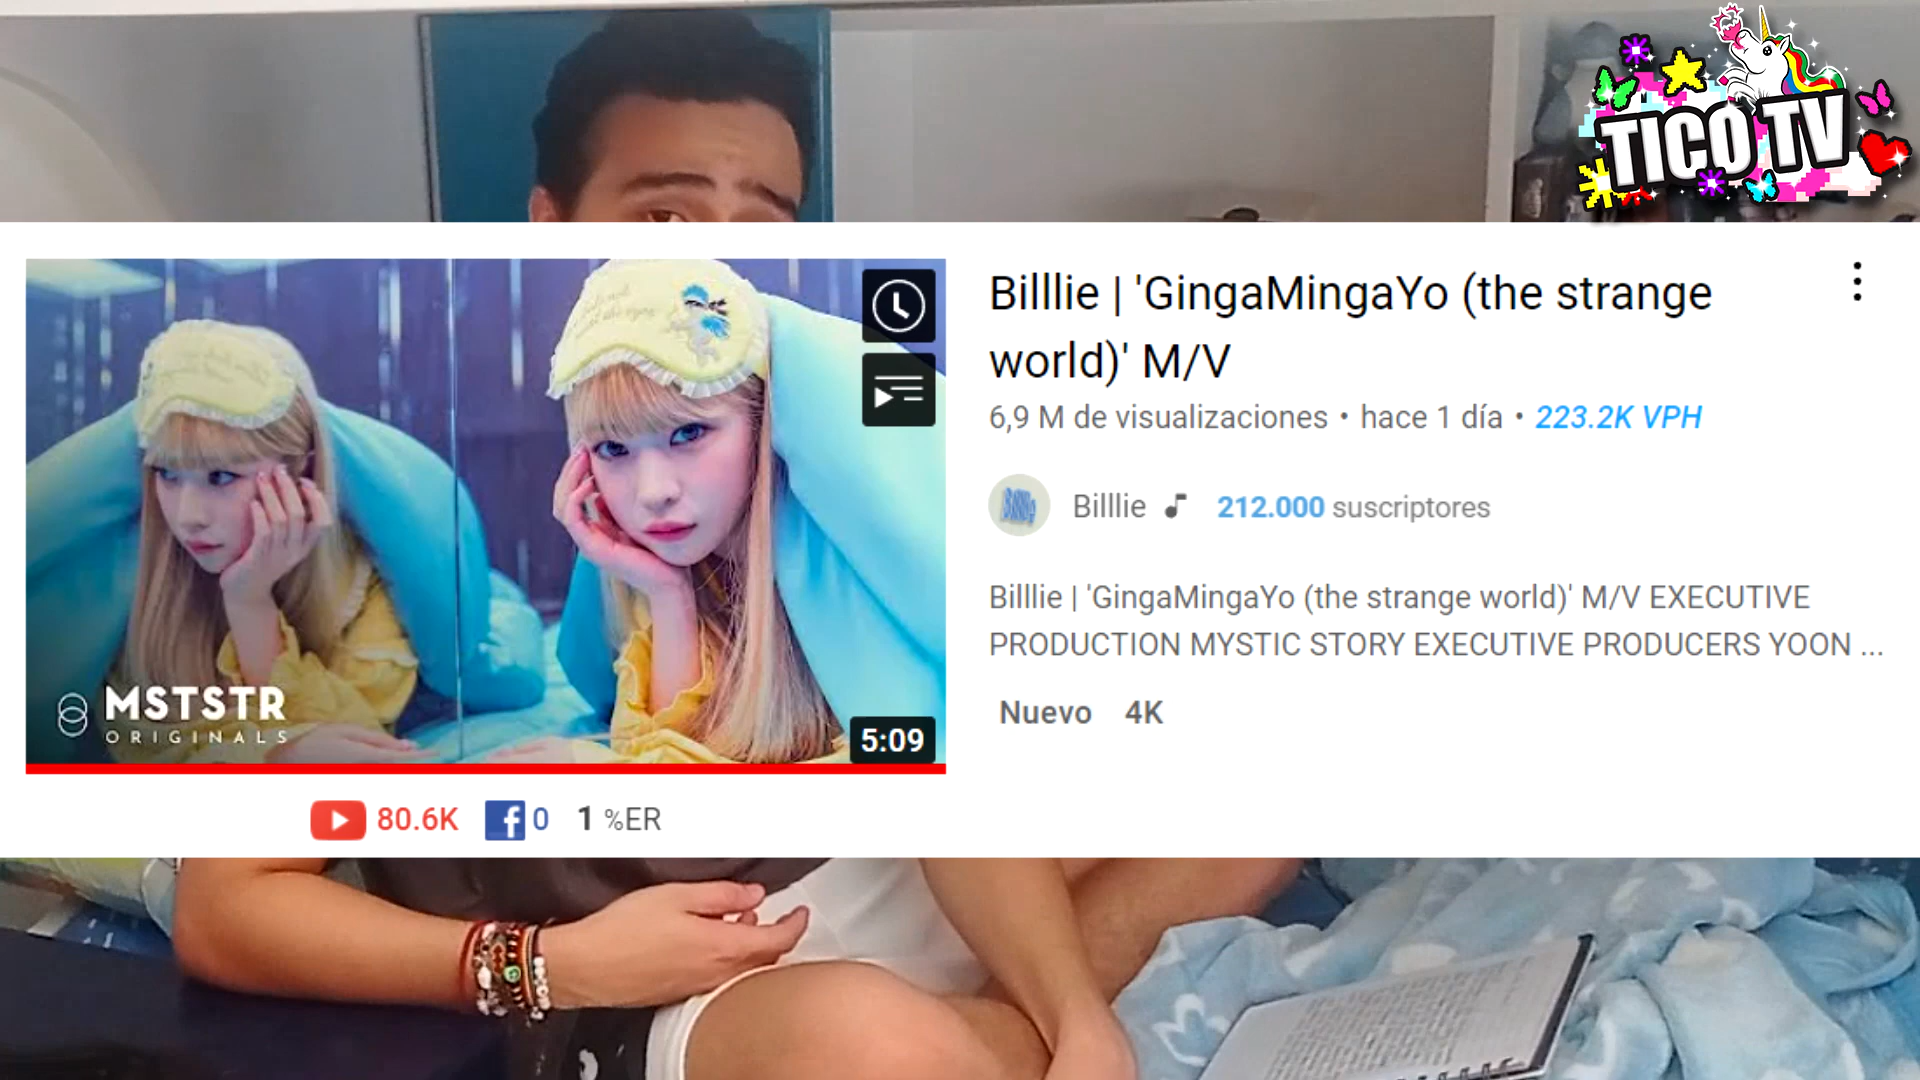 TICO TV
Billlie | 'GingaMingaYo (the strange
world)' M/V
6,9 M de visualizaciones • hace 1 día • 223.2K VPH
Billlie 212.000 suscriptores
Billlie | 'GingaMingaYo (the strange world)' M/V EXECUTIVE
PRODUCTION MYSTIC STORY EXECUTIVE PRODUCERS YOON ...
Nuevo 4K
MSTSTR
ORIGINALS
5:09
80.6K 0 1 %ER